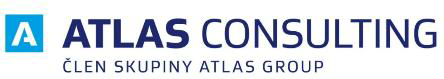 A ATLAS CONSULTING
ČLEN SKUPINY ATLAS GROUP